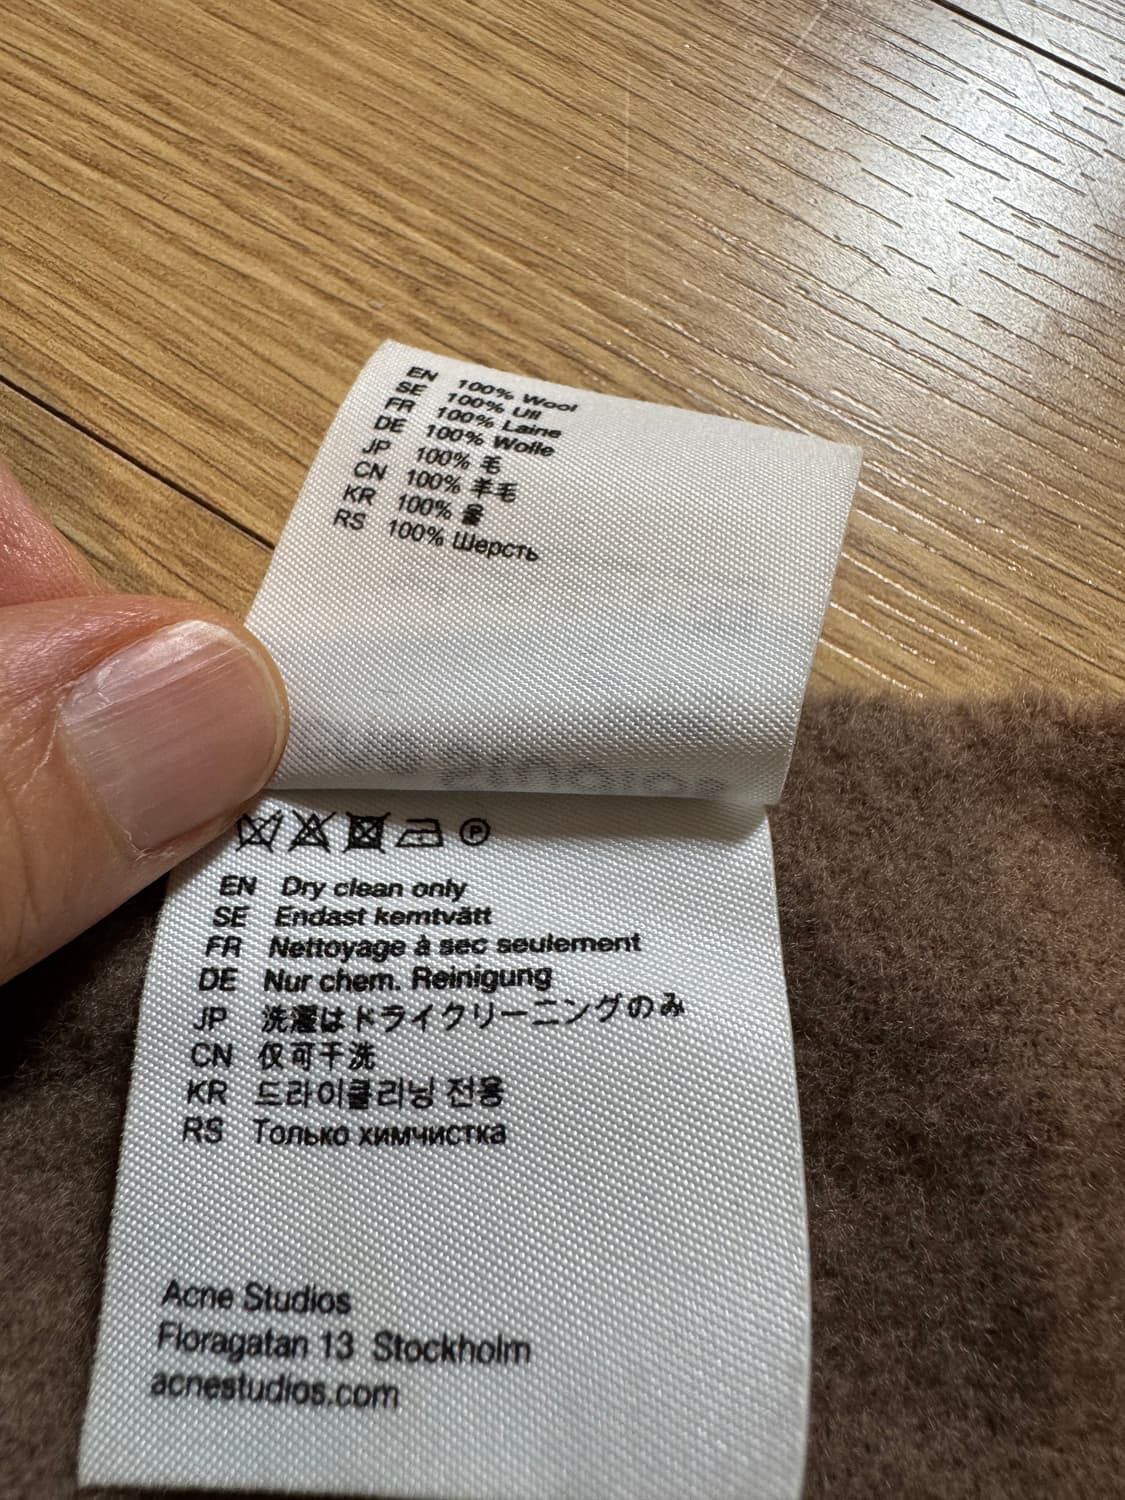 EN 100% Wool
SE 100% Ull
FR 100% Laine
DE 100% Wolle
JP 100% 毛
CN 100% 羊毛
KR 100% 울
RS 100% Шерсть
P
EN Dry clean only
SE Endast kemtvätt
FR Nettoyage à sec seulement
DE Nur chem. Reinigung
JP 洗濯はドライクリーニングのみ
CN 仅可干洗
KR 드라이클리닝 전용
RS Только химчистка
Acne Studios
Floragatan 13 Stockholm
acnestudios.com